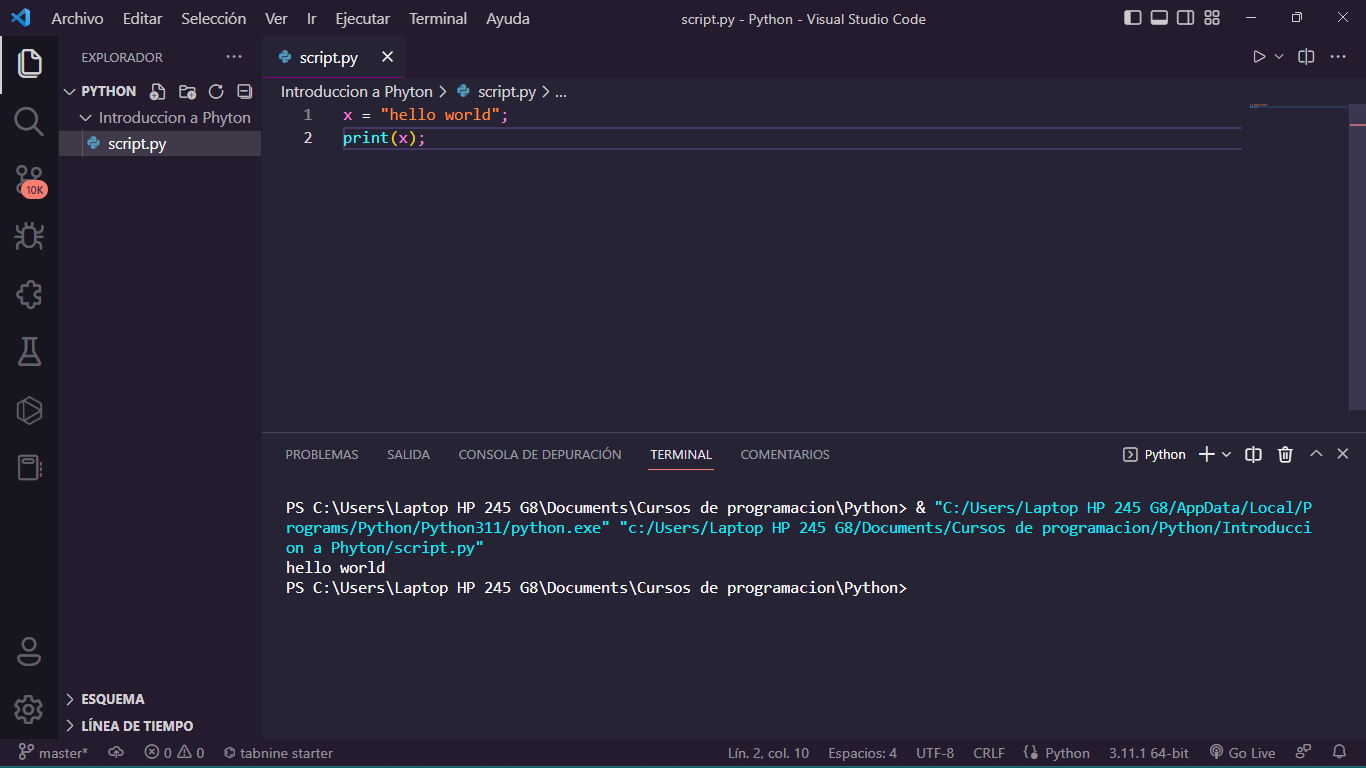 Archivo Editar Selección Ver Ir Ejecutar Terminal Ayuda script.py - Python - Visual Studio Code
EXPLORADOR
script.py
PYTHON
Introduccion a Phyton
script.py
Introduccion a Phyton > script.py > ...
1 x = "hello world";
2 print(x);
10K
PROBLEMAS SALIDA CONSOLA DE DEPURACIÓN TERMINAL COMENTARIOS Python
PS C:\Users\Laptop HP 245 G8\Documents\Cursos de programacion\Python> & "C:/Users/Laptop HP 245 G8/AppData/Local/P
rograms/Python/Python311/python.exe" "c:/Users/Laptop HP 245 G8/Documents/Cursos de programacion/Python/Introducci
on a Phyton/script.py"
hello world
PS C:\Users\Laptop HP 245 G8\Documents\Cursos de programacion\Python>
ESQUEMA
LÍNEA DE TIEMPO
master* 0 0 tabnine starter Lín. 2, col. 10 Espacios: 4 UTF-8 CRLF Python 3.11.1 64-bit Go Live